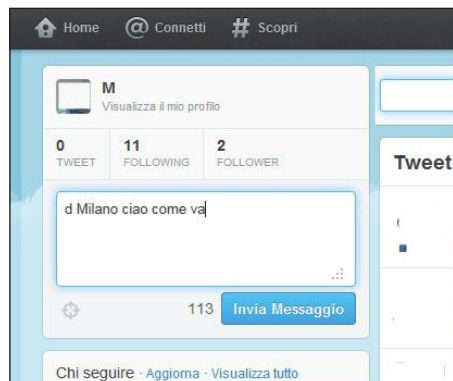 Home @ Connetti # Scopri
M
Visualizza il mio profilo
0 11 2
TWEET FOLLOWING FOLLOWER
Tweet
d Milano ciao come va
113 Invia Messaggio
Chi seguire · Aggiorna · Visualizza tutto